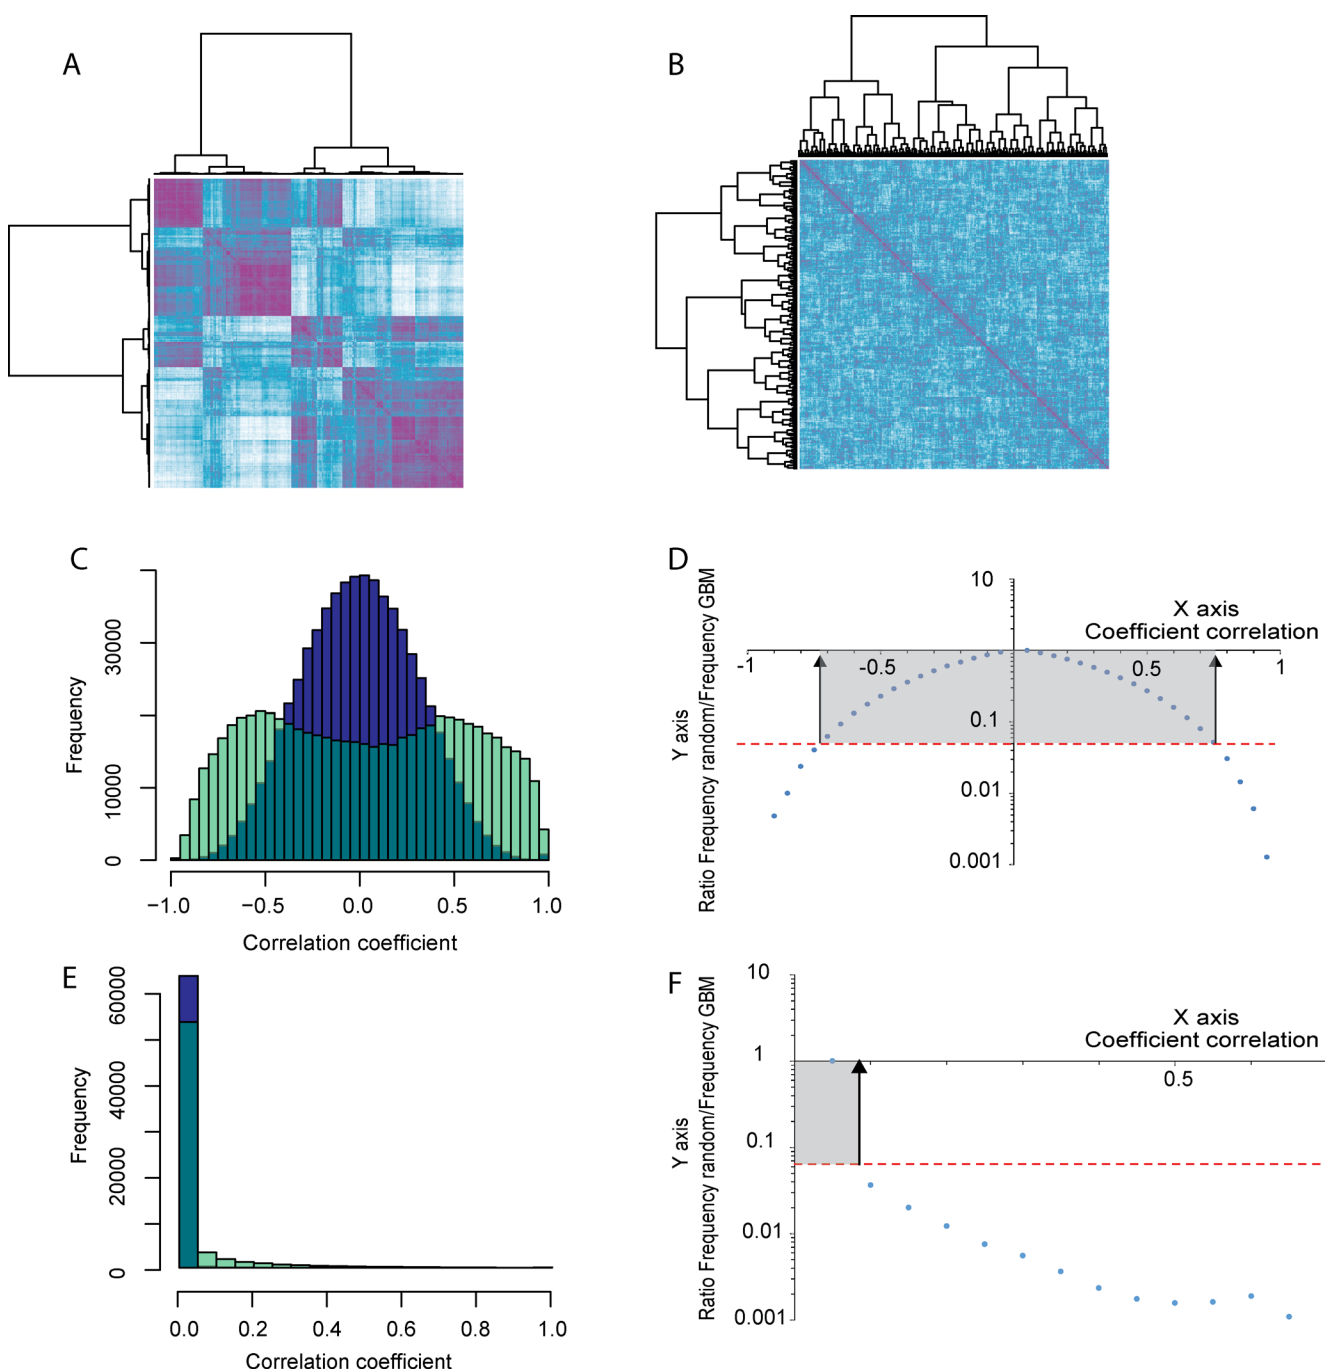 A
B
C
Frequency
0
10000
30000
−1.0
−0.5
0.0
0.5
1.0
Correlation coefficient
D
Y axis
Ratio Frequency random/Frequency GBM
10
X axis
Coefficient correlation
-1
-0.5
0.5
1
0.1
0.01
0.001
E
Frequency
0
20000
40000
60000
0.0
0.2
0.4
0.6
0.8
1.0
Correlation coefficient
F
Y axis
Ratio Frequency random/Frequency GBM
10
X axis
Coefficient correlation
1
0.5
0.1
0.01
0.001